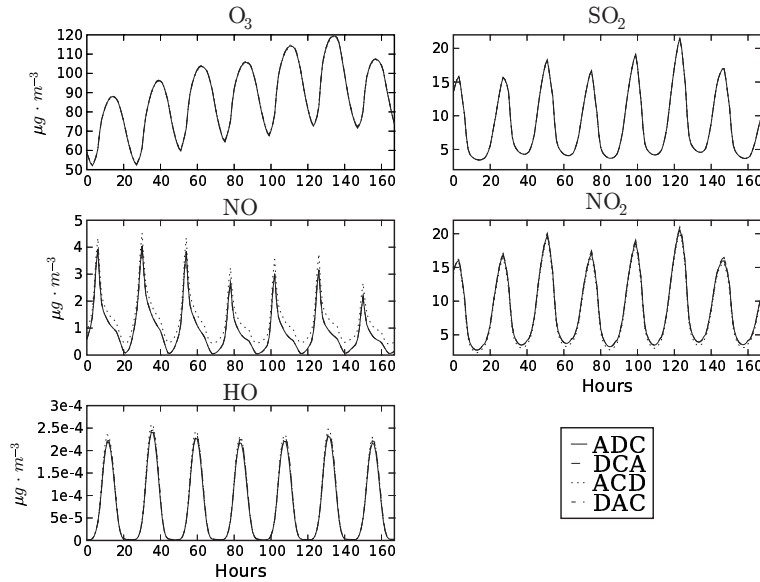 O3
120
110
100
90
80
70
60
50
μg · m−3
0 20 40 60 80 100 120 140 160
SO2
20
15
10
5
0 20 40 60 80 100 120 140 160
NO
5
4
3
2
1
0
μg · m−3
0 20 40 60 80 100 120 140 160
NO2
20
15
10
5
0 20 40 60 80 100 120 140 160
Hours
HO
3e-4
2.5e-4
2e-4
1.5e-4
1e-4
5e-5
0
μg · m−3
0 20 40 60 80 100 120 140 160
Hours
ADC
DCA
ACD
DAC